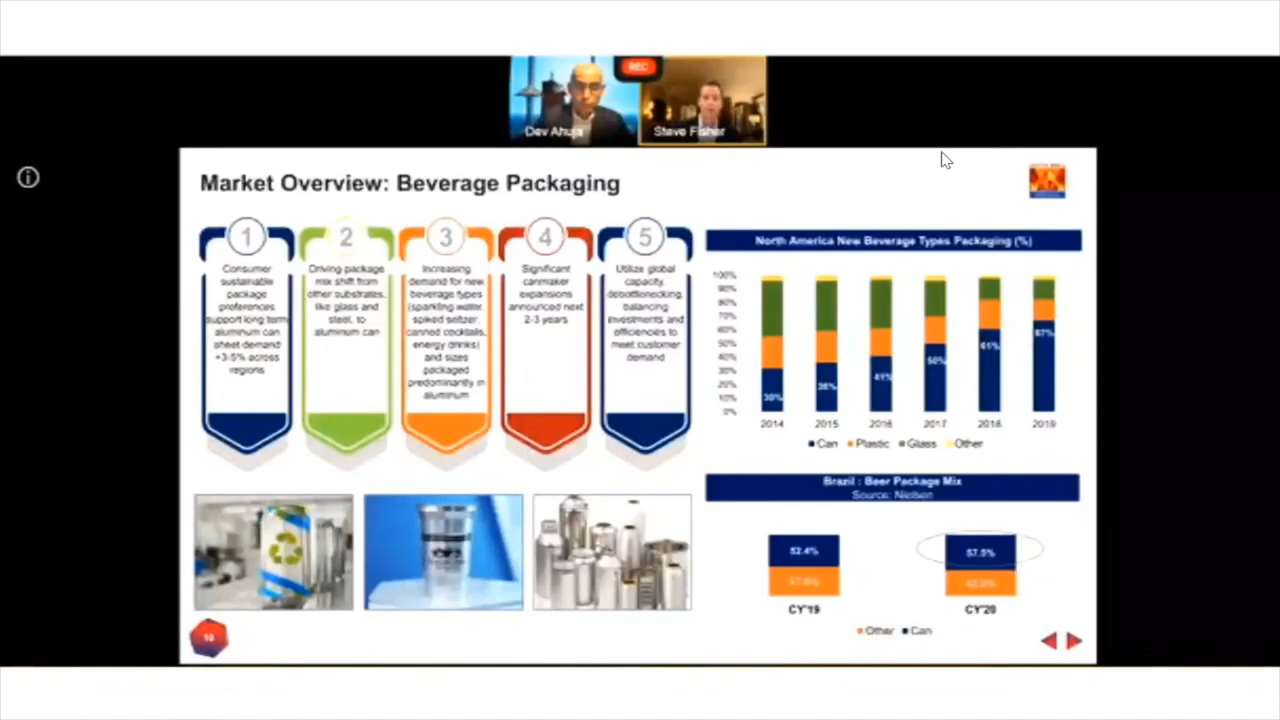 REC
Dev Ahuja
Steve Fisher
Market Overview: Beverage Packaging
1
Consumer
sustainable
package
preferences
support long term
aluminum can
sheet demand
+3-5% across
regions
2
Driving package
mix shift from
other substrates,
like glass and
steel, to
aluminum can
3
Increasing
demand for new
beverage types
(sparkling water,
spiked seltzer,
canned cocktails,
energy drinks)
and sizes
packaged
predominantly in
aluminum
4
Significant
canmaker
expansions
announced next
2-3 years
5
Utilize global
capacity,
debottlenecking,
balancing
investments and
efficiencies to
meet customer
demand
North America New Beverage Types Packaging (%)
100%
90%
80%
70%
60%
50%
40%
30%
20%
10%
0%
36%
41%
50%
61%
67%
2014
2015
2016
2017
2018
2019
Can
Plastic
Glass
Other
Brazil : Beer Package Mix
Source: Nielsen
52.4%
47.6%
CY'19
57.5%
CY'20
Other
Can
10